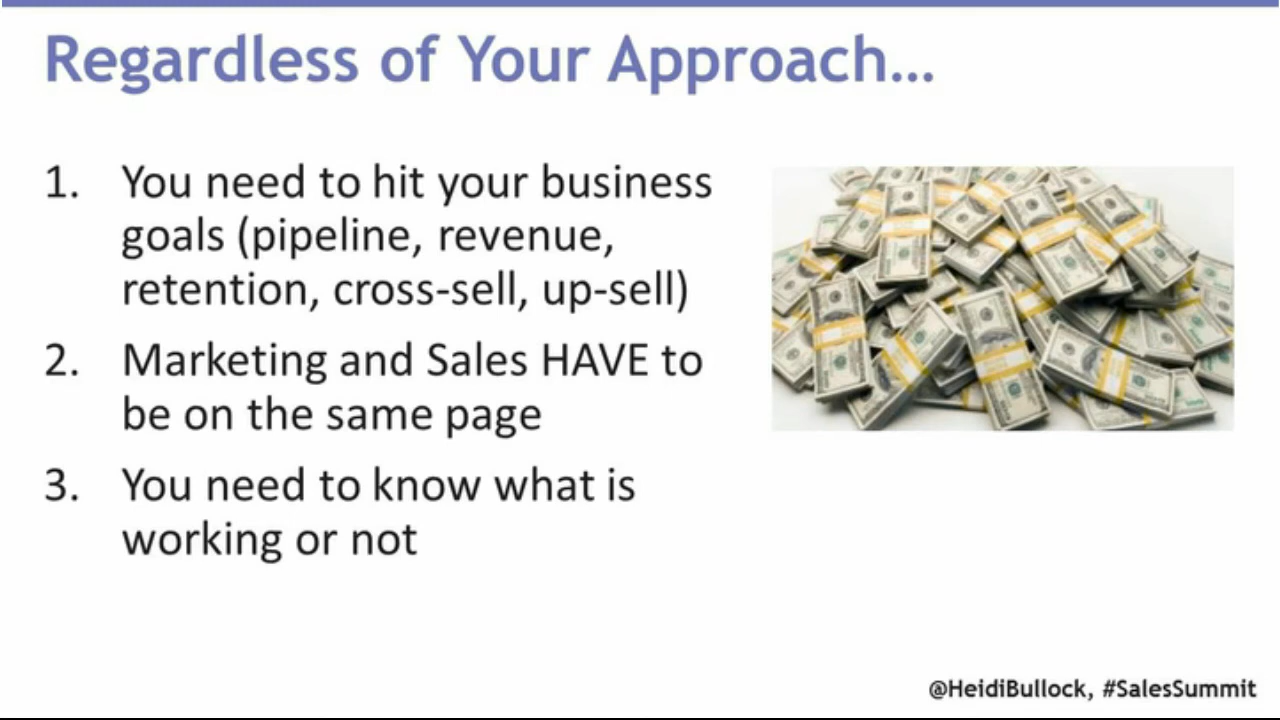 Regardless of Your Approach...
1. You need to hit your business
goals (pipeline, revenue,
retention, cross-sell, up-sell)
2. Marketing and Sales HAVE to
be on the same page
3. You need to know what is
working or not
@HeidiBullock, #SalesSummit